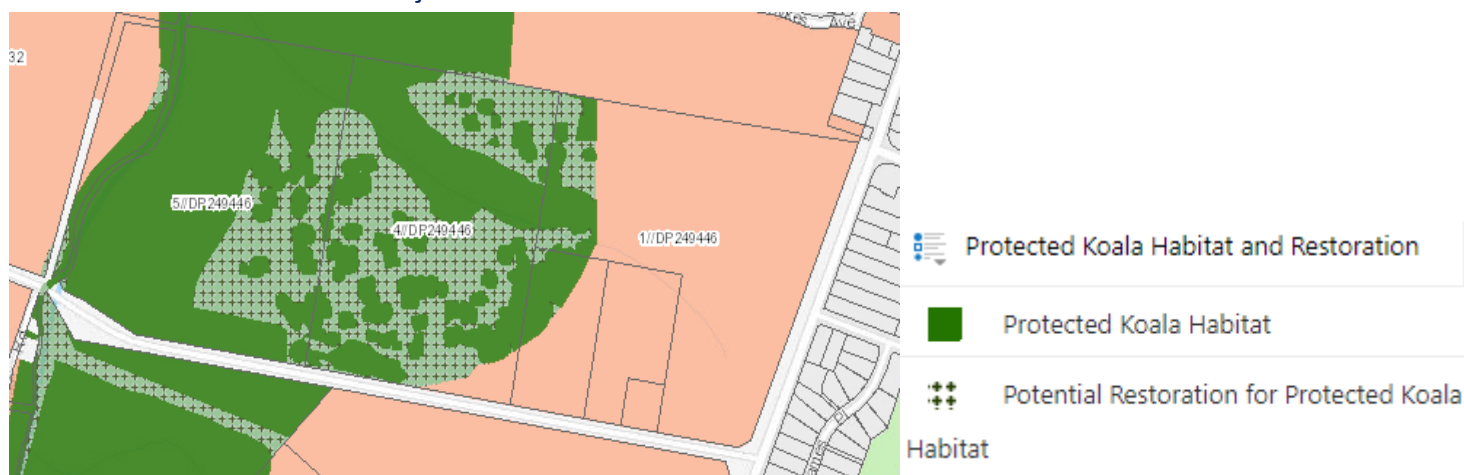 Ave
32
5//DP249446
4//DP249446
1//DP249446
Protected Koala Habitat and Restoration
Protected Koala Habitat
Potential Restoration for Protected Koala
Habitat